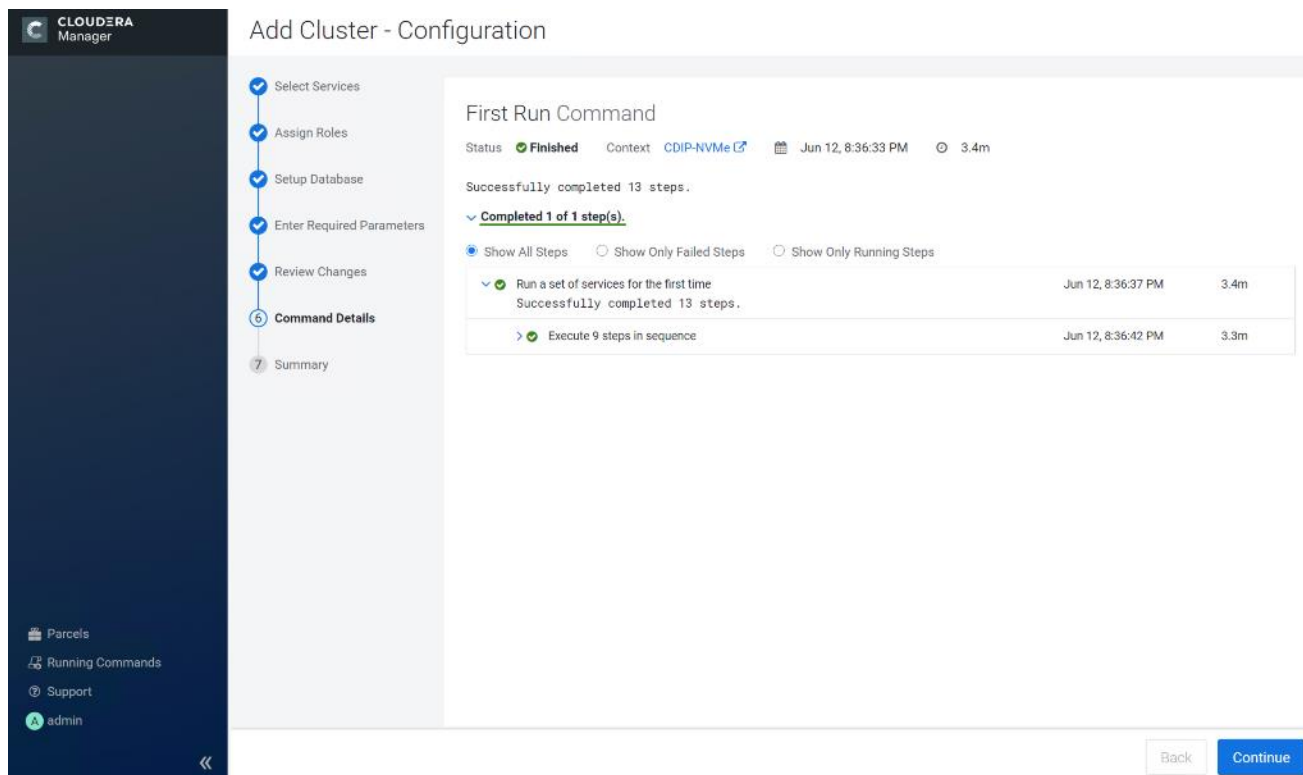 CLOUDERA
Manager
Add Cluster - Configuration
Select Services
Assign Roles
Setup Database
Enter Required Parameters
Review Changes
6 Command Details
7 Summary
First Run Command
Status Finished Context CDIP-NVMe Jun 12, 8:36:33 PM 3.4m
Successfully completed 13 steps.
Completed 1 of 1 step(s).
Show All Steps Show Only Failed Steps Show Only Running Steps
Run a set of services for the first time Jun 12, 8:36:37 PM 3.4m
Successfully completed 13 steps.
Execute 9 steps in sequence Jun 12, 8:36:42 PM 3.3m
Parcels
Running Commands
Support
A admin
Back Continue